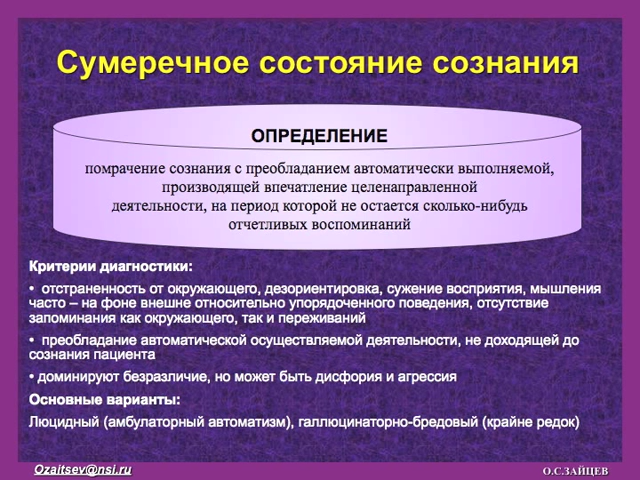 Сумеречное состояние сознания
ОПРЕДЕЛЕНИЕ
помрачение сознания с преобладанием автоматически выполняемой,
производящей впечатление целенаправленной
деятельности, на период которой не остается сколько-нибудь
отчетливых воспоминаний
Критерии диагностики:
• отстраненность от окружающего, дезориентировка, сужение восприятия, мышления
часто – на фоне внешне относительно упорядоченного поведения, отсутствие
запоминания как окружающего, так и переживаний
• преобладание автоматической осуществляемой деятельности, не доходящей до
сознания пациента
• доминируют безразличие, но может быть дисфория и агрессия
Основные варианты:
Люцидный (амбулаторный автоматизм), галлюцинаторно-бредовый (крайне редок)
Ozaitsev@nsi.ru
О.С.ЗАЙЦЕВ